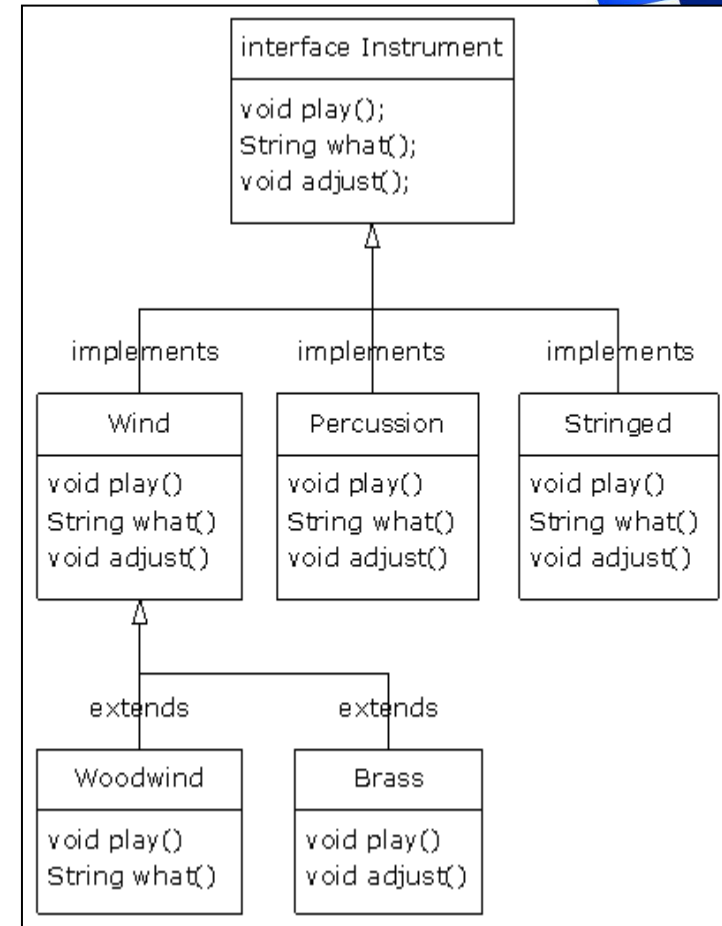 interface Instrument
void play();
String what();
void adjust();
implements
implements
implements
Wind
void play()
String what()
void adjust()
Percussion
void play()
String what()
void adjust()
Stringed
void play()
String what()
void adjust()
extends
extends
Woodwind
void play()
String what()
Brass
void play()
void adjust()